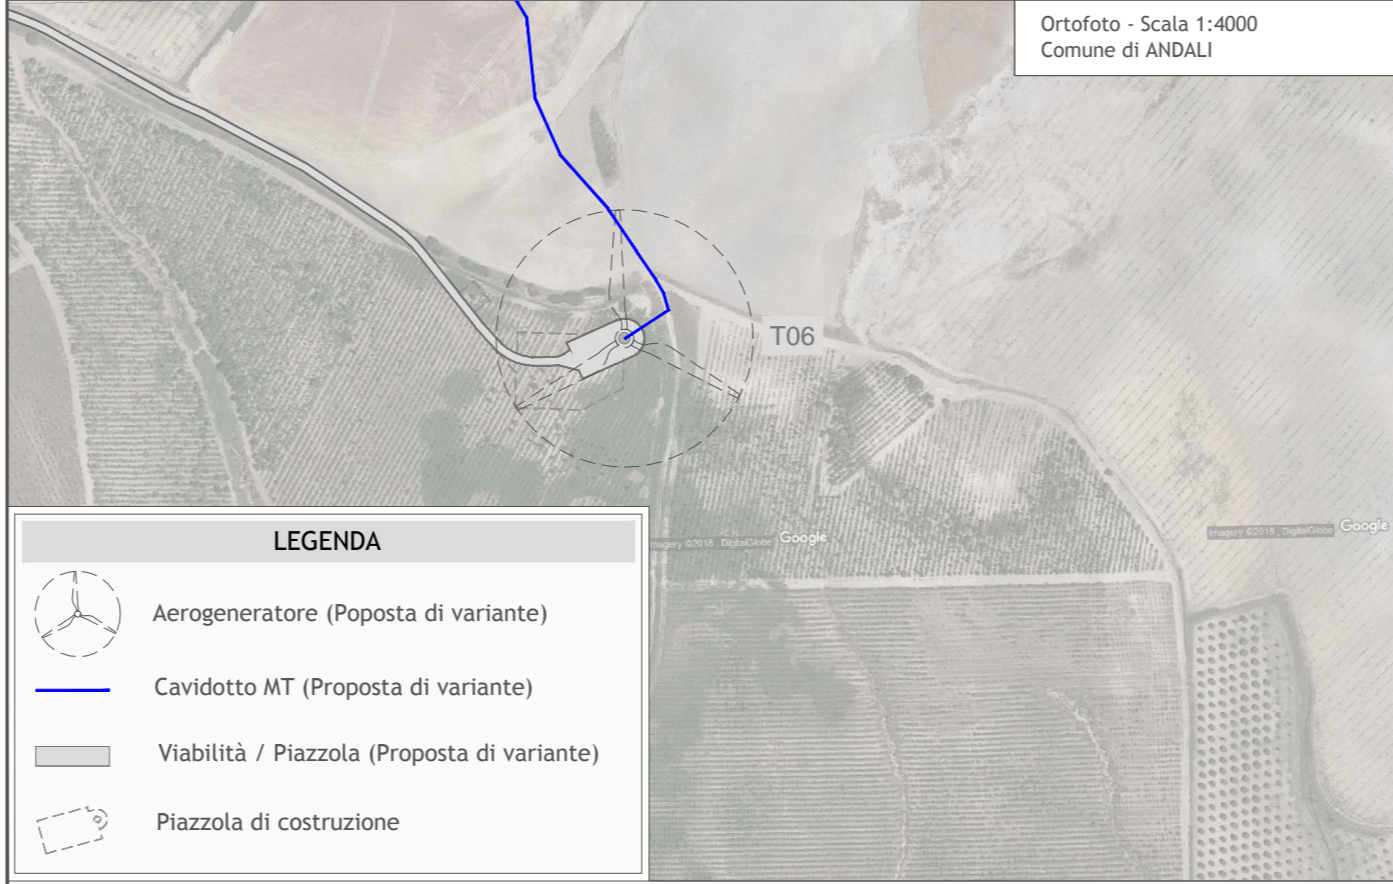 Ortofoto - Scala 1:4000
Comune di ANDALI
T06
LEGENDA
Aerogeneratore (Poposta di variante)
Cavidotto MT (Proposta di variante)
Viabilità / Piazzola (Proposta di variante)
Piazzola di costruzione
Imagery ©2018 , DigitalGlobe Google
Imagery ©2018 , DigitalGlobe Google